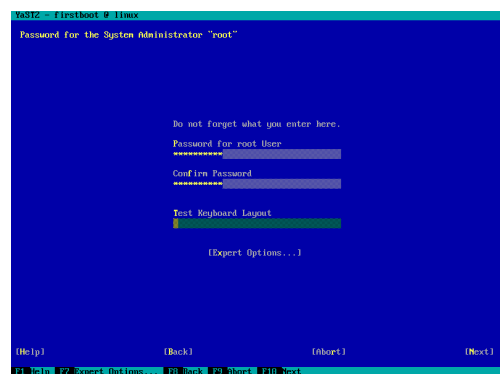 YaST2 - firstboot @ linux
Password for the System Administrator "root"
Do not forget what you enter here.
Password for root User
**********
Confirm Password
**********
Test Keyboard Layout
[Expert Options...]
[Help] [Back] [Abort] [Next]
F1 Help F7 Expert Options... F8 Back F9 Abort F10 Next